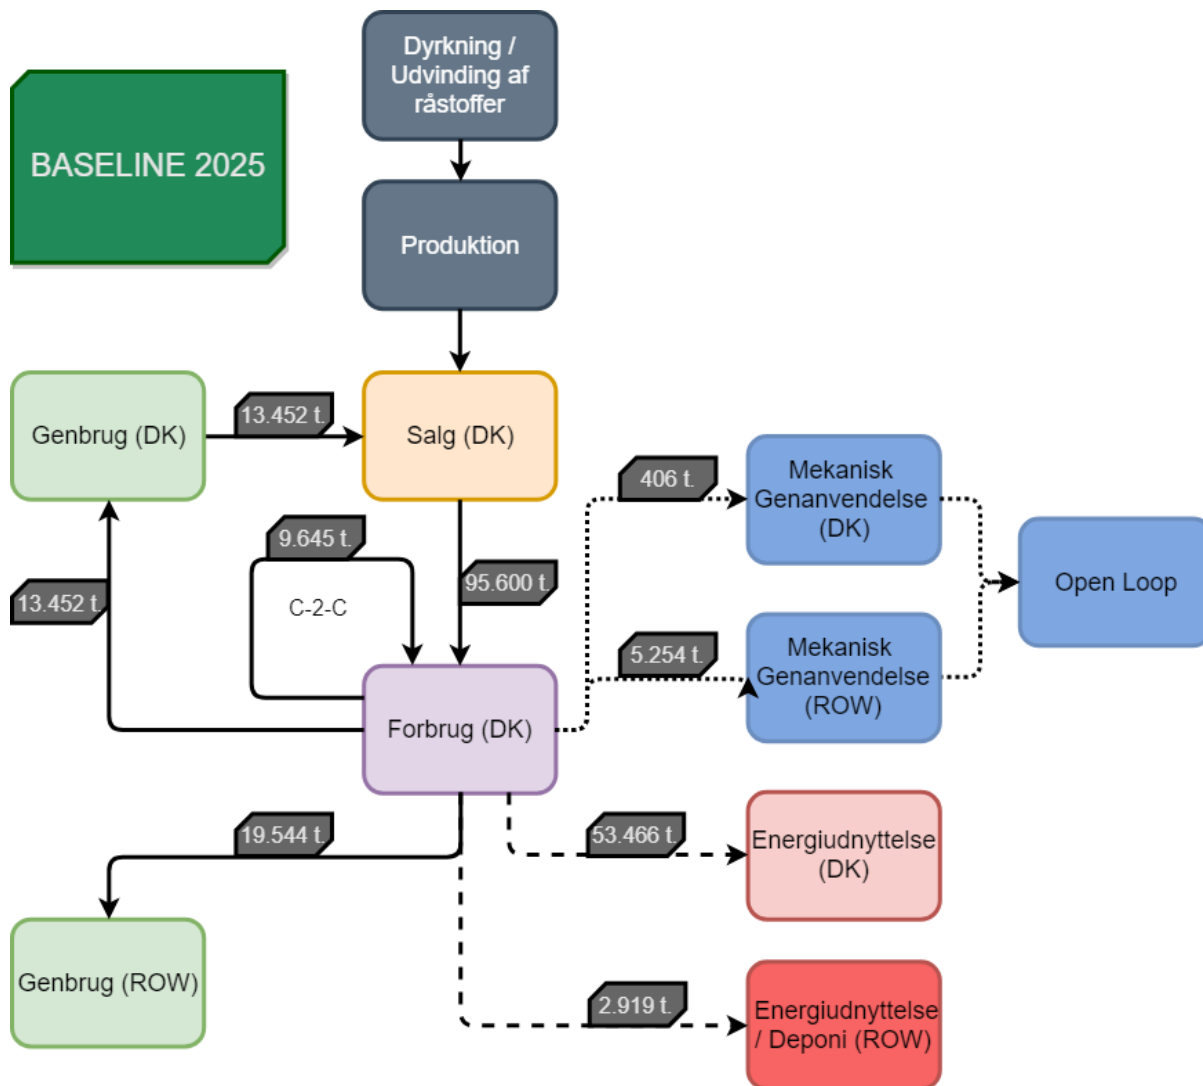 Dyrkning /
Udvinding af
råstoffer
BASELINE 2025
Produktion
Genbrug (DK)
13.452 t.
Salg (DK)
406 t.
Mekanisk
Genanvendelse
(DK)
9.645 t.
13.452 t.
C-2-C
95.600 t.
Open Loop
5.254 t.
Mekanisk
Genanvendelse
(ROW)
Forbrug (DK)
19.544 t.
53.466 t.
Energiudnyttelse
(DK)
Genbrug (ROW)
2.919 t.
Energiudnyttelse
/ Deponi (ROW)